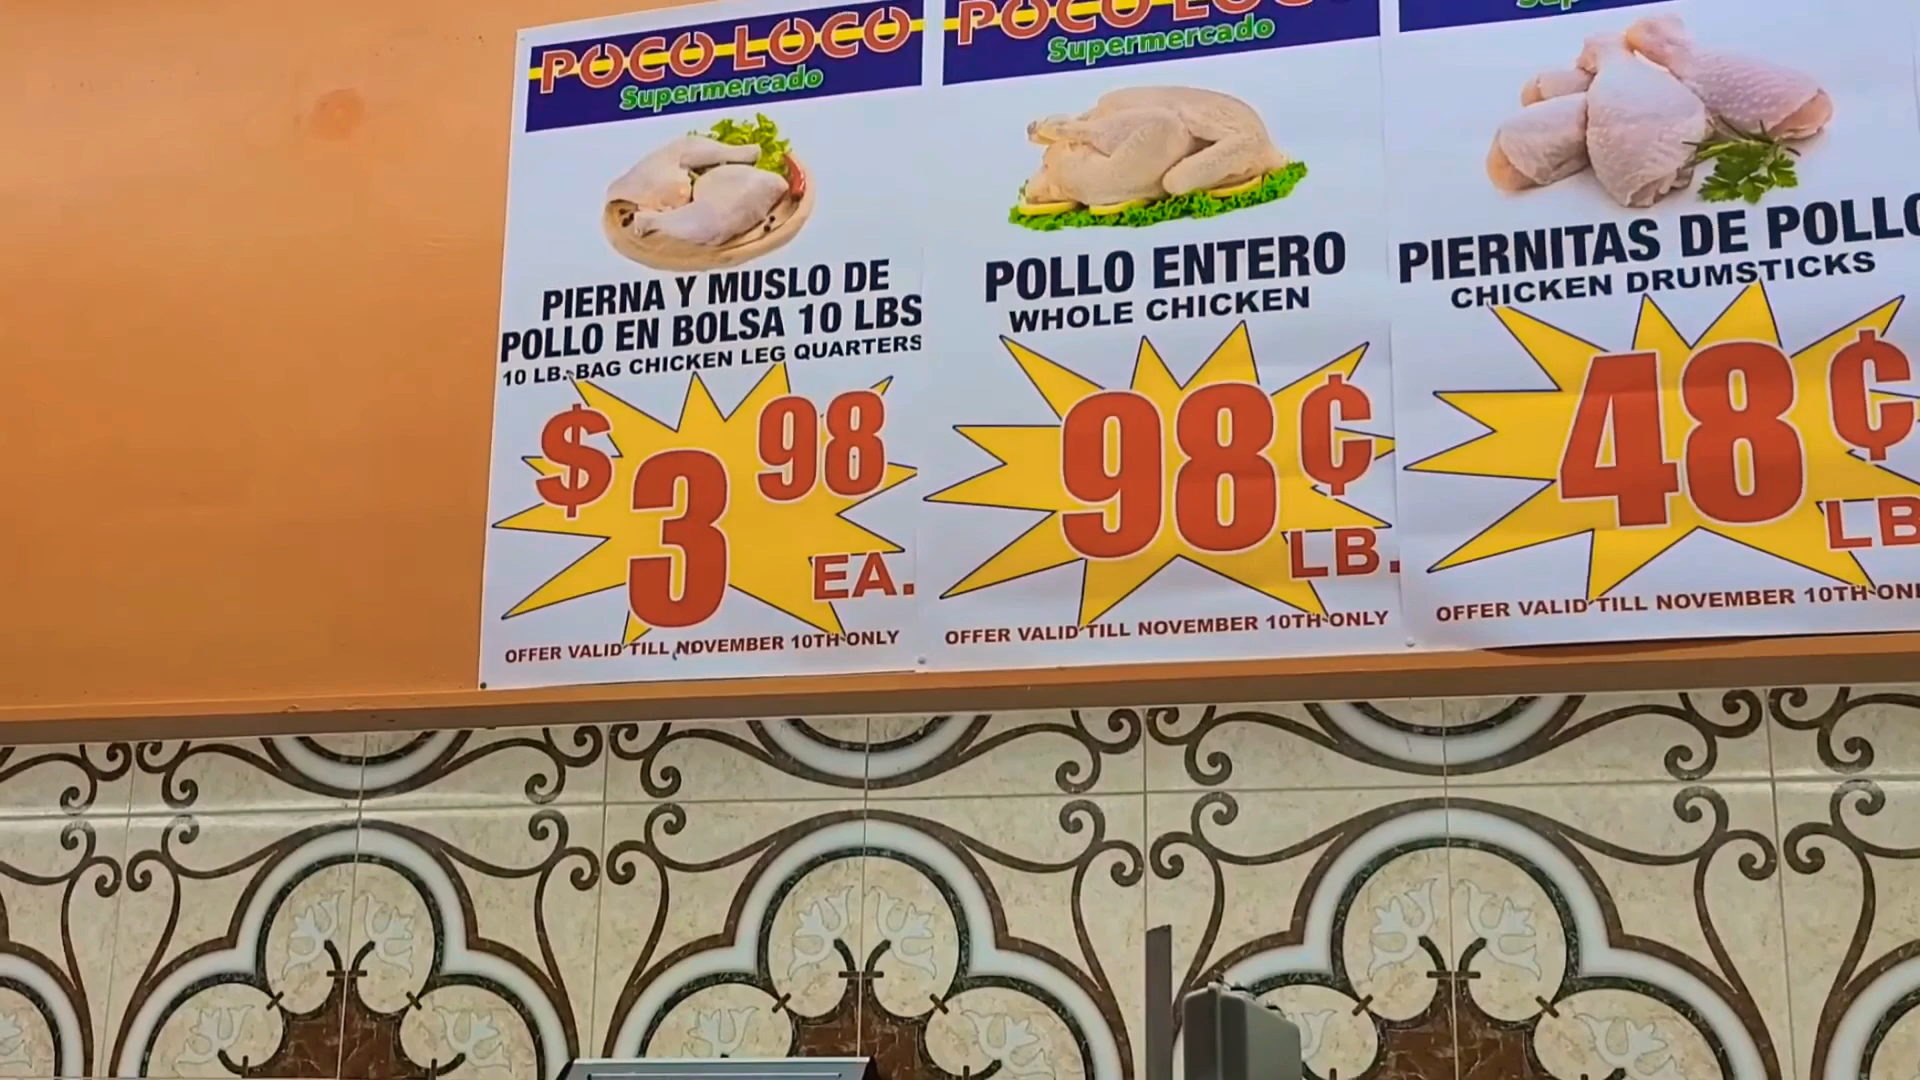 POCO LOCO
Supermercado
PIERNA Y MUSLO DE
POLLO EN BOLSA 10 LBS
10 LB. BAG CHICKEN LEG QUARTERS
$3 98
EA.
OFFER VALID TILL NOVEMBER 10TH ONLY
POCO LOCO
Supermercado
POLLO ENTERO
WHOLE CHICKEN
98¢
LB.
OFFER VALID TILL NOVEMBER 10TH ONLY
PIERNITAS DE POLLO
CHICKEN DRUMSTICKS
48¢
LB
OFFER VALID TILL NOVEMBER 10TH